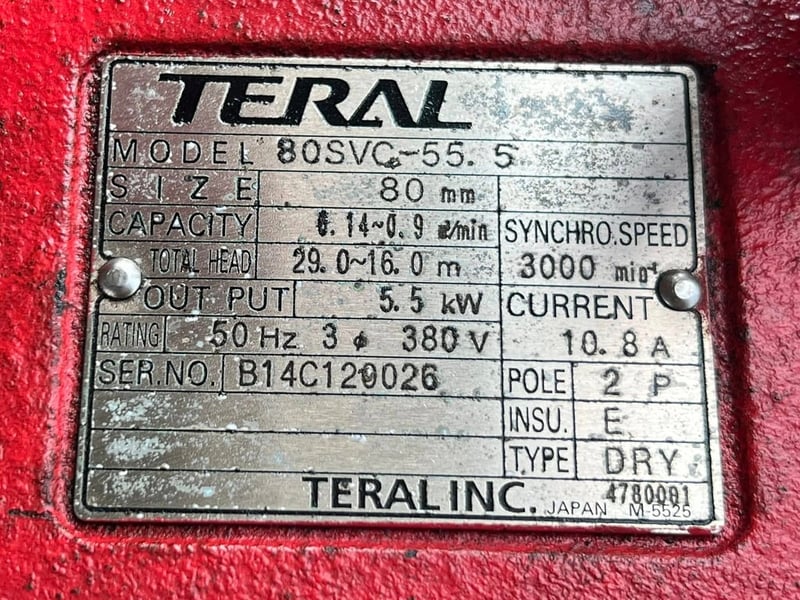 TERAL
MODEL 80SVC-55.5
SIZE 80 mm
CAPACITY 0.14~0.9 m³/min
SYNCHRO.SPEED
TOTAL HEAD 29.0~16.0 m
3000 min⁻¹
OUT PUT 5.5 kW
CURRENT
RATING 50 Hz 3 ϕ 380 V
10.8 A
SER.NO. B14C120026
POLE 2 P
INSU. E
TYPE DRY
TERAL INC. JAPAN
4780001
M-5525